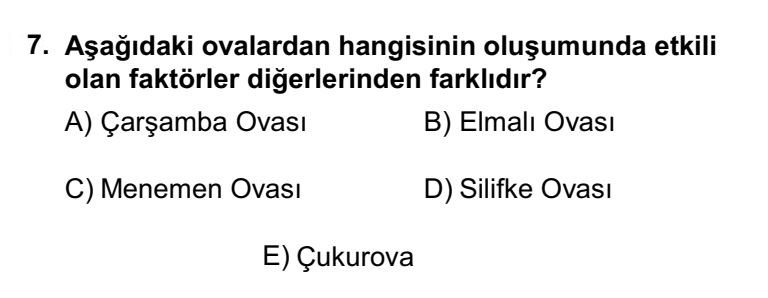 7. Aşağıdaki ovalardan hangisinin oluşumunda etkili
olan faktörler diğerlerinden farklıdır?
A) Çarşamba Ovası B) Elmalı Ovası
C) Menemen Ovası D) Silifke Ovası
E) Çukurova